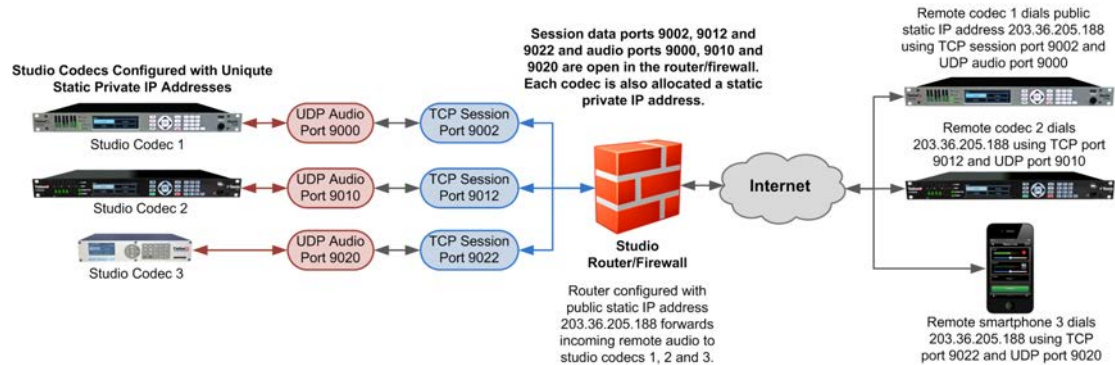 Studio Codecs Configured with Uniqute
Static Private IP Addresses
Studio Codec 1
Studio Codec 2
Studio Codec 3
UDP Audio
Port 9000
TCP Session
Port 9002
UDP Audio
Port 9010
TCP Session
Port 9012
UDP Audio
Port 9020
TCP Session
Port 9022
Session data ports 9002, 9012 and
9022 and audio ports 9000, 9010 and
9020 are open in the router/firewall.
Each codec is also allocated a static
private IP address.
Studio
Router/Firewall
Router configured with
public static IP address
203.36.205.188 forwards
incoming remote audio to
studio codecs 1, 2 and 3.
Internet
Remote codec 1 dials public
static IP address 203.36.205.188
using TCP session port 9002 and
UDP audio port 9000
Remote codec 2 dials
203.36.205.188 using TCP port
9012 and UDP port 9010
Remote smartphone 3 dials
203.36.205.188 using TCP
port 9022 and UDP port 9020